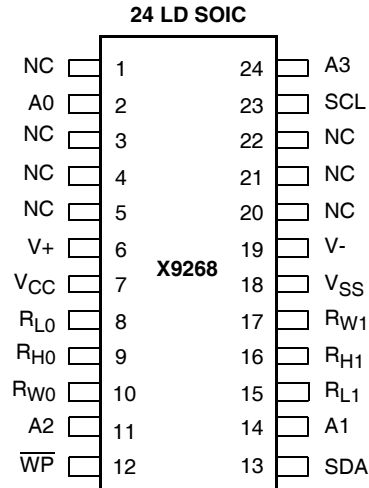 24 LD SOIC
NC 1 24 A3
A0 2 23 SCL
NC 3 22 NC
NC 4 21 NC
NC 5 20 NC
V+ 6 19 V-
X9268
VCC 7 18 VSS
RL0 8 17 RW1
RH0 9 16 RH1
RW0 10 15 RL1
A2 11 14 A1
W̅P̅ 12 13 SDA